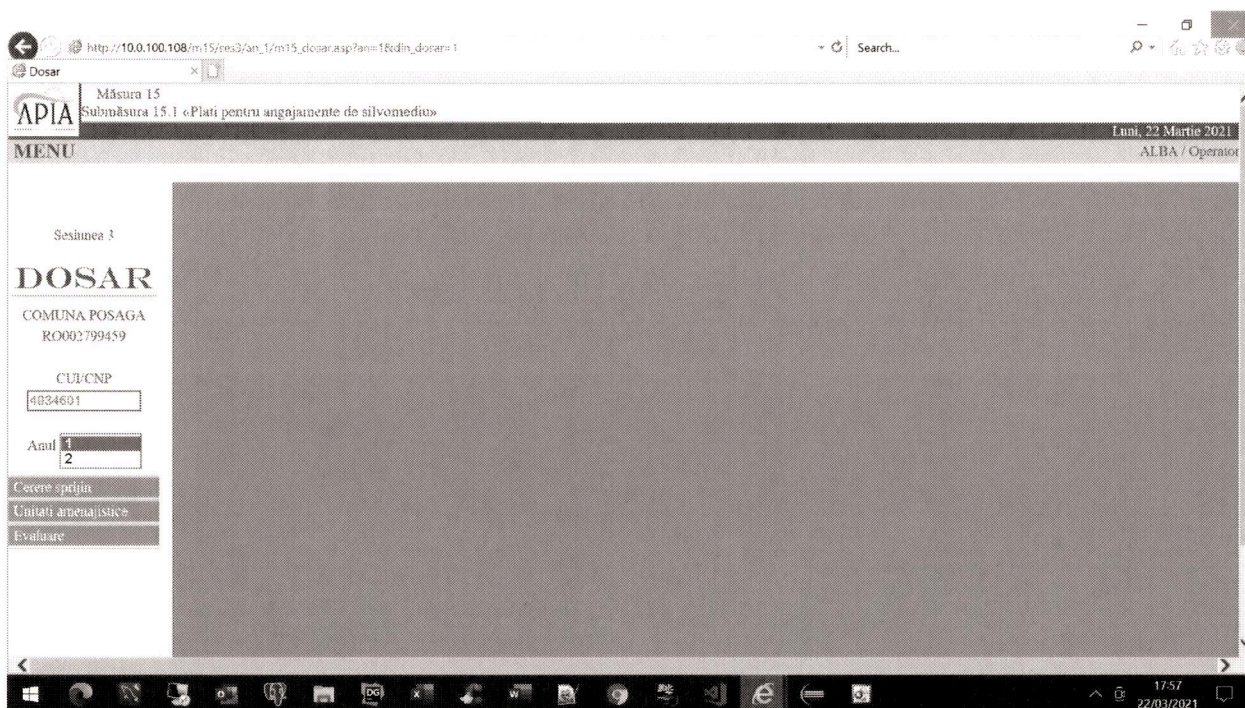 http://10.0.100.108/m15/ses3/an_1/m15_dosar.asp?an=1&din_dosar=1
Search...
Dosar
APIA
Măsura 15
Submăsura 15.1 «Plati pentru angajamente de silvomediu»
Luni, 22 Martie 2021
MENU
ALBA / Operator
Sesiunea 3
DOSAR
COMUNA POSAGA
RO002799459
CUI/CNP
4934601
Anul 1
2
Cerere sprijin
Unitati amenajistice
Evaluare
17:57
22/03/2021